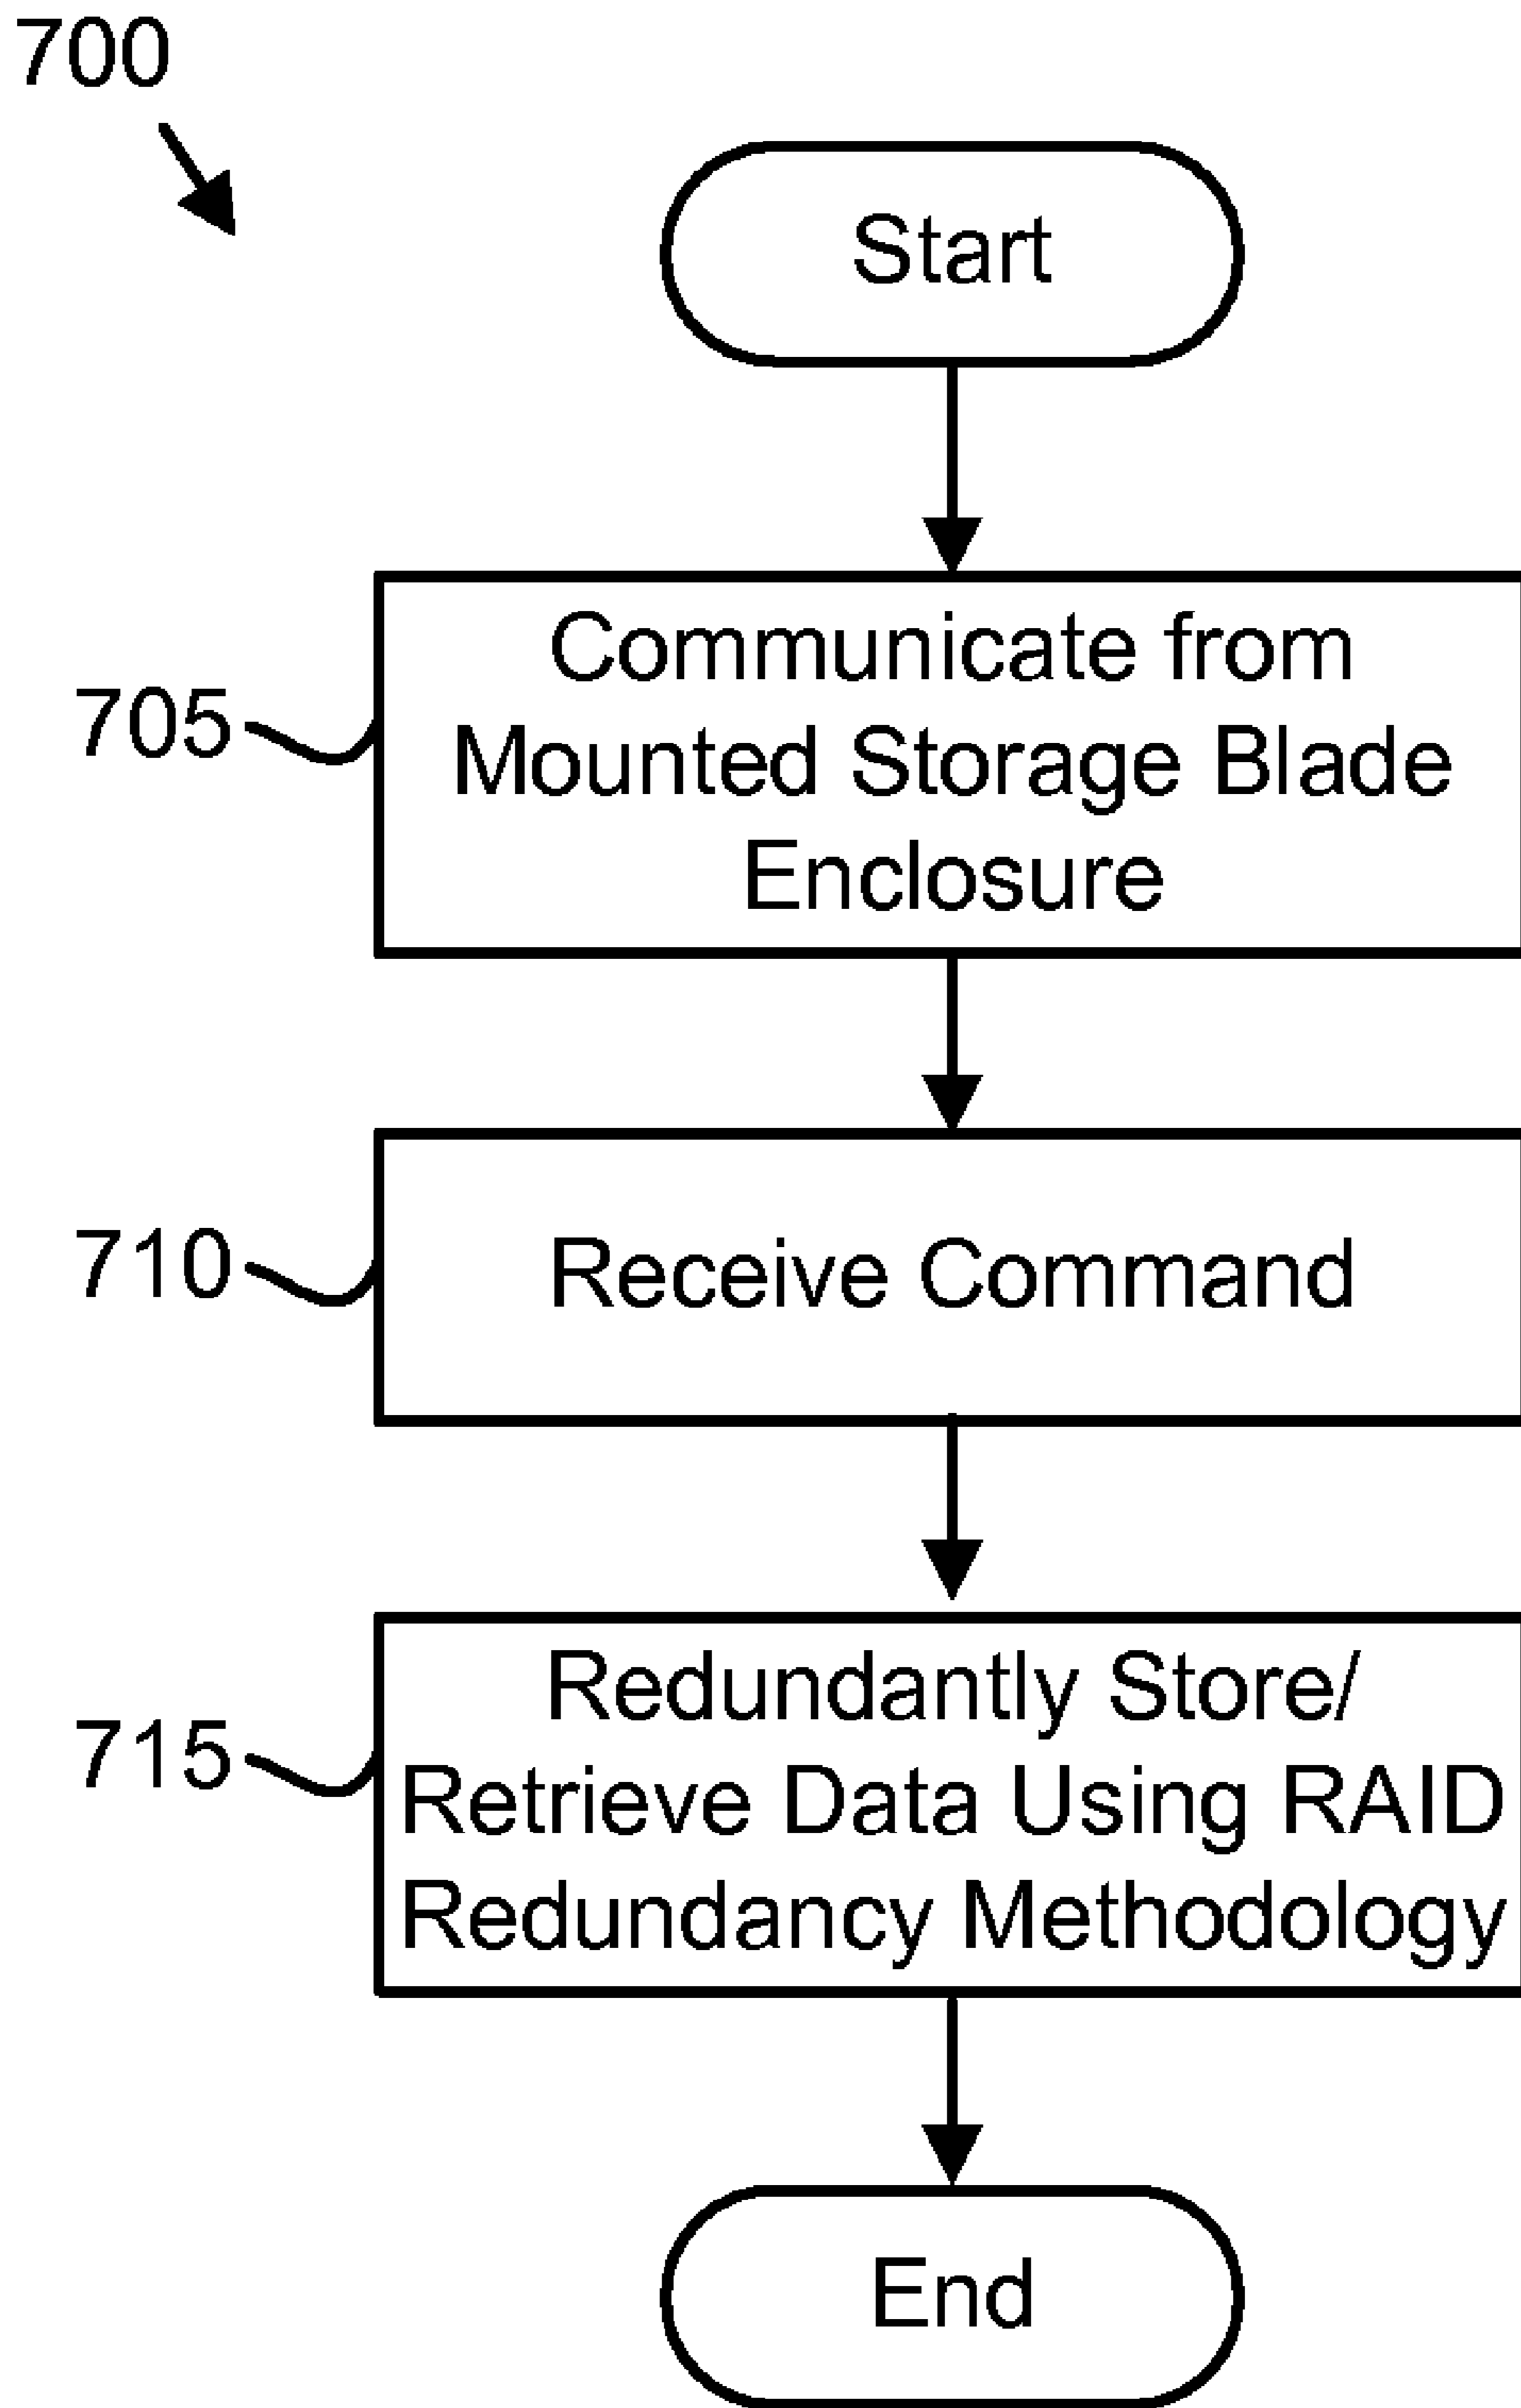 700
Start
705
Communicate from
Mounted Storage Blade
Enclosure
710
Receive Command
715
Redundantly Store/
Retrieve Data Using RAID
Redundancy Methodology
End